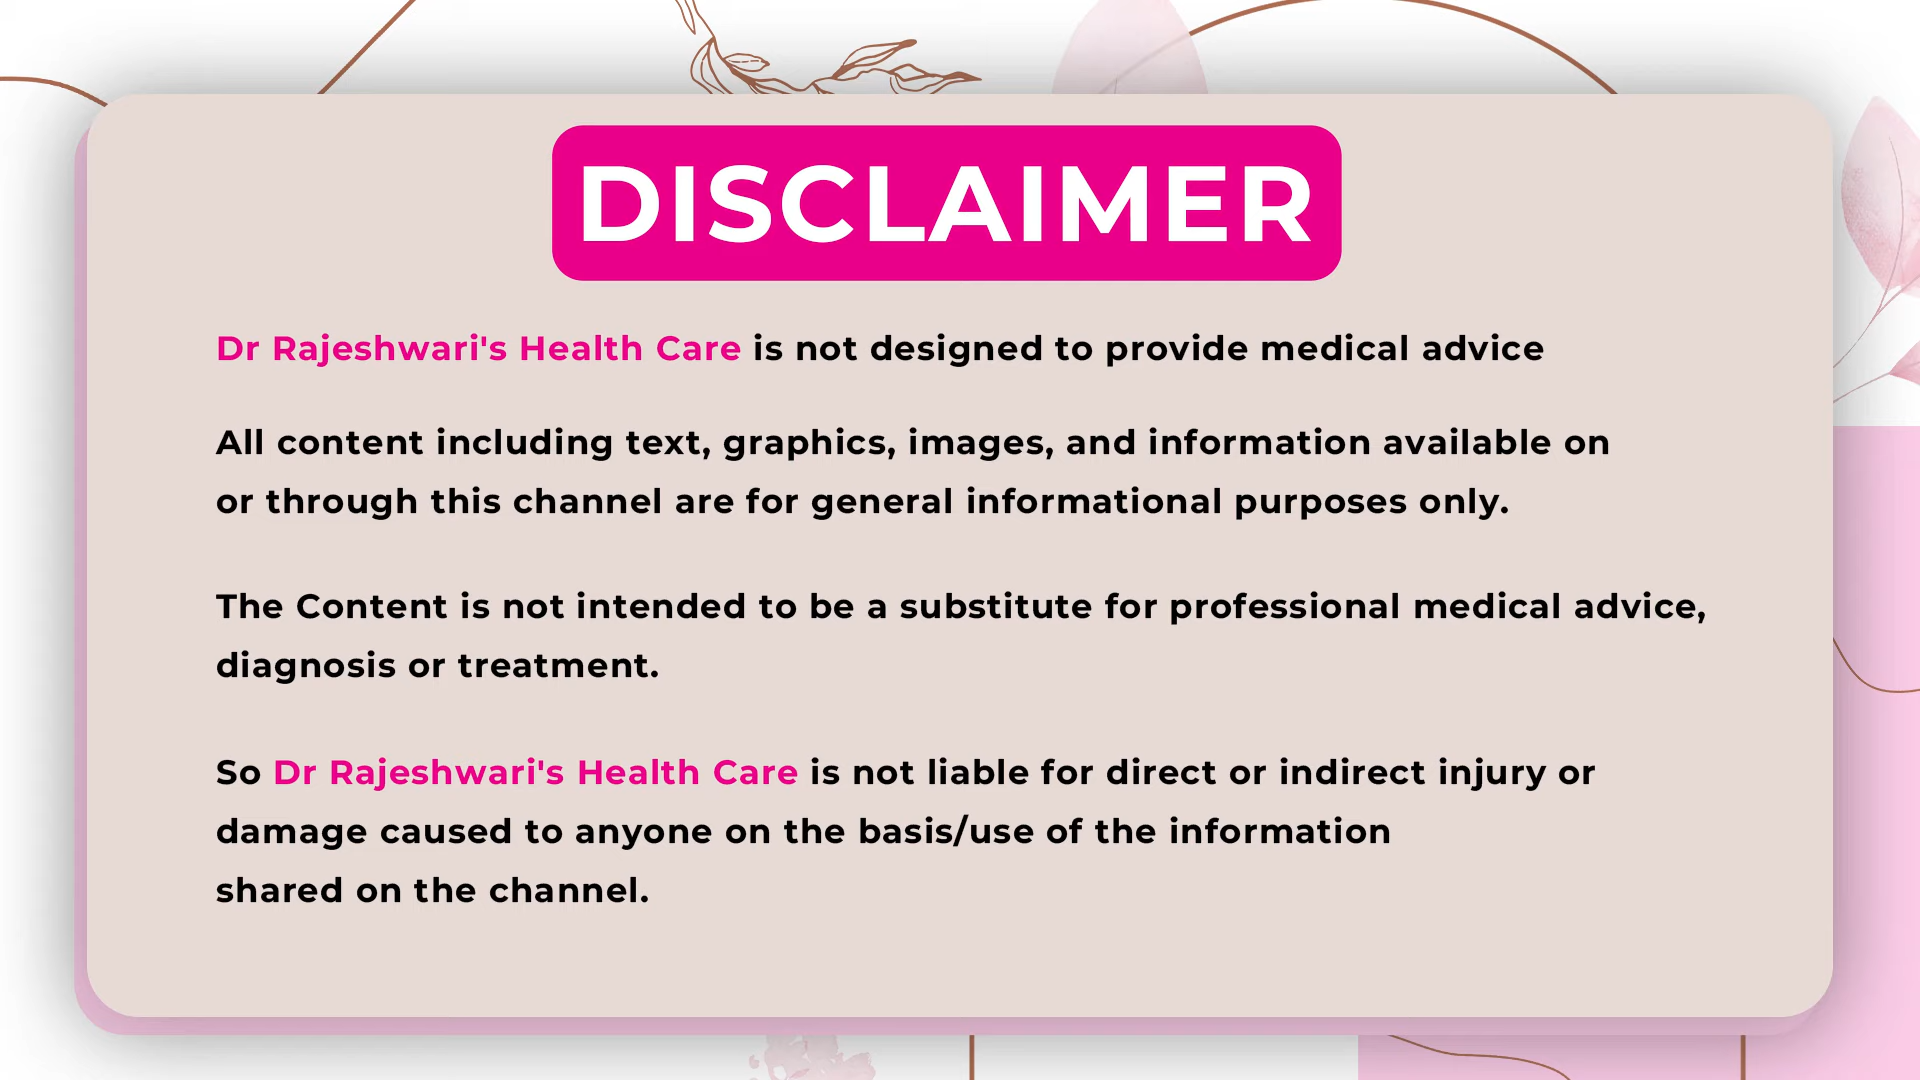 DISCLAIMER
Dr Rajeshwari's Health Care is not designed to provide medical advice
All content including text, graphics, images, and information available on
or through this channel are for general informational purposes only.
The Content is not intended to be a substitute for professional medical advice,
diagnosis or treatment.
So Dr Rajeshwari's Health Care is not liable for direct or indirect injury or
damage caused to anyone on the basis/use of the information
shared on the channel.